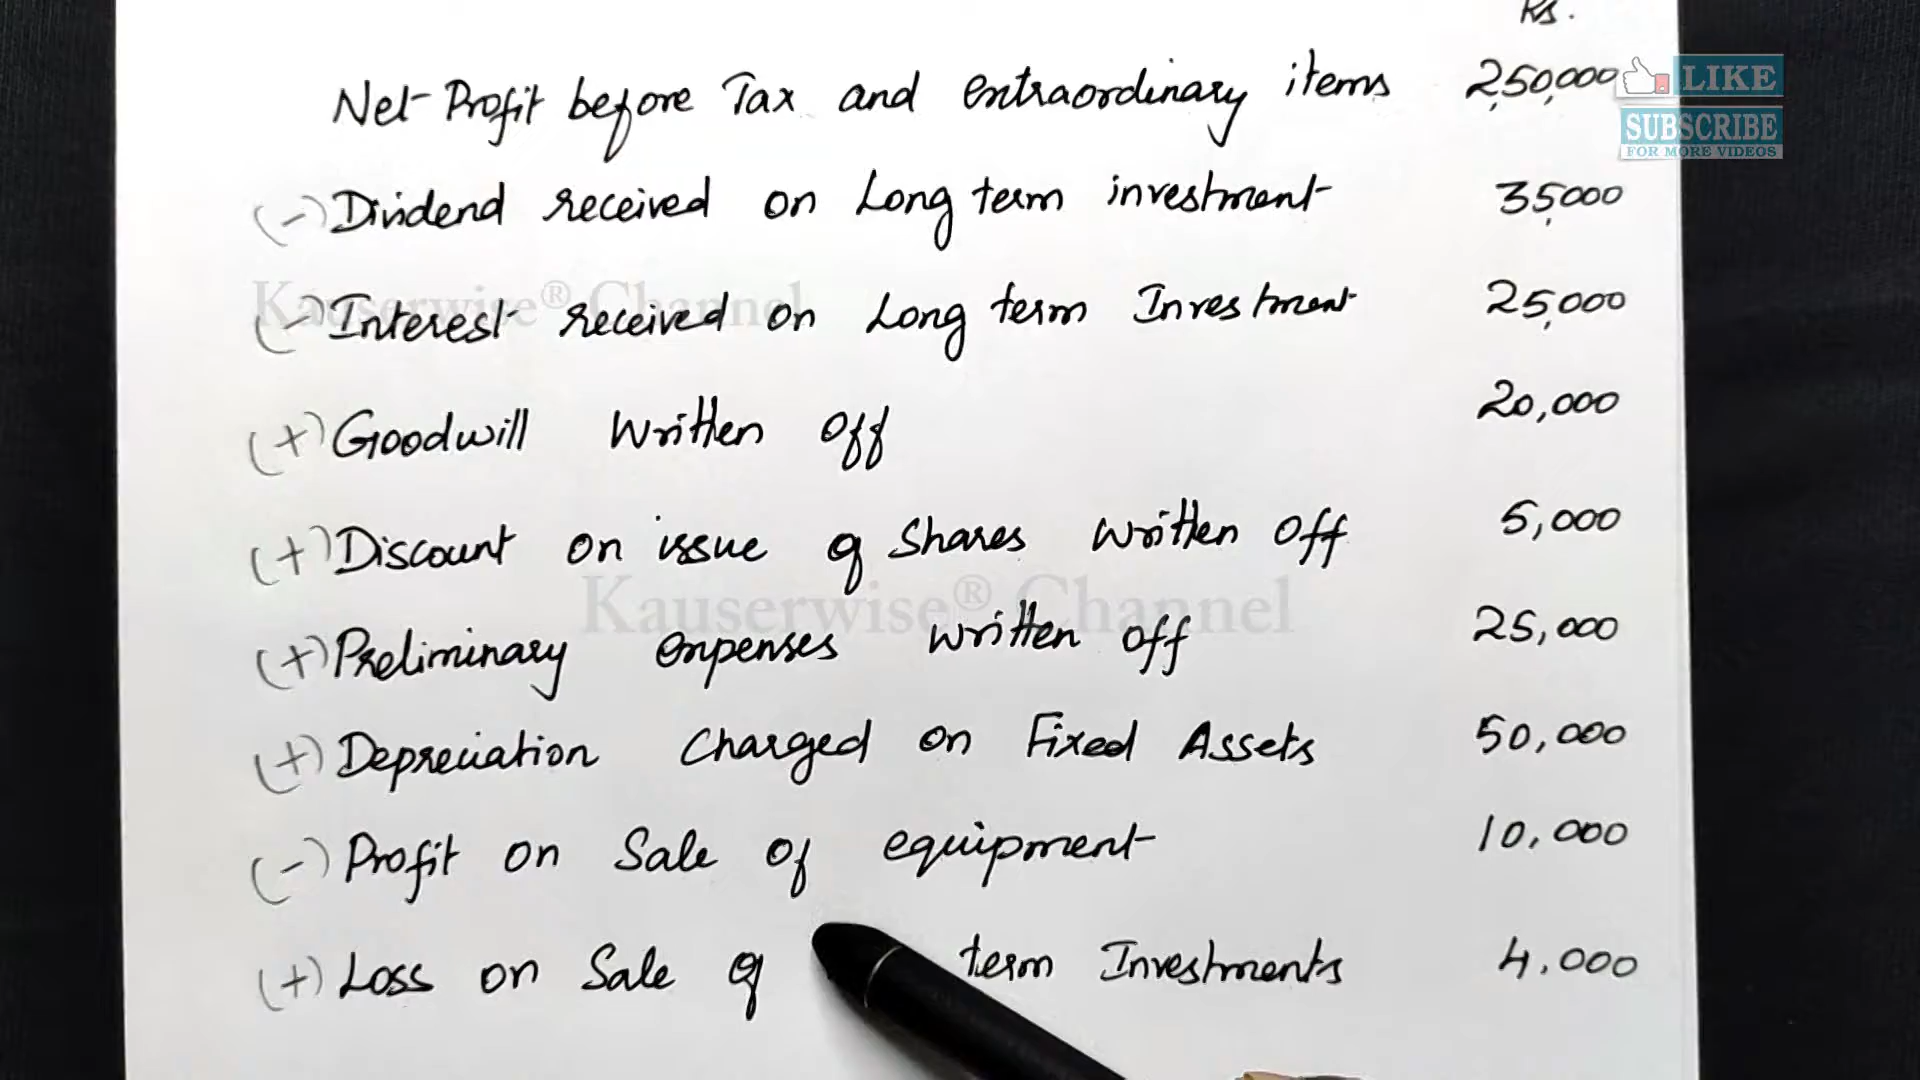 Rs.
Net Profit before Tax and extraordinary items 2,50,000
LIKE
SUBSCRIBE
FOR MORE VIDEOS
(-) Dividend received on Long term investment 35,000
Kauserwise® Channel
(-) Interest received on Long term Investment 25,000
(+) Goodwill written off 20,000
(+) Discount on issue of Shares written off 5,000
Kauserwise® Channel
(+) Preliminary expenses written off 25,000
(+) Depreciation charged on Fixed Assets 50,000
(-) Profit on Sale of equipment 10,000
(+) Loss on Sale of term Investments 4,000